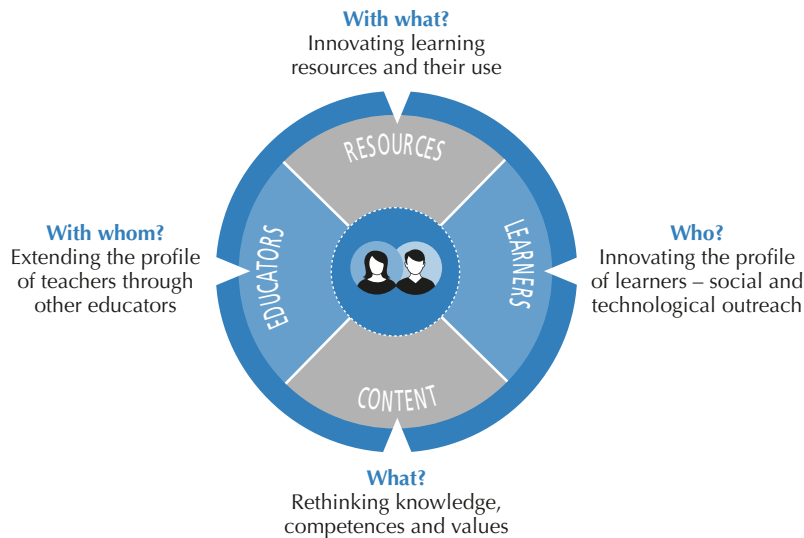 With what?
Innovating learning
resources and their use
RESOURCES
With whom?
Extending the profile
of teachers through
other educators
EDUCATORS
LEARNERS
Who?
Innovating the profile
of learners – social and
technological outreach
CONTENT
What?
Rethinking knowledge,
competences and values